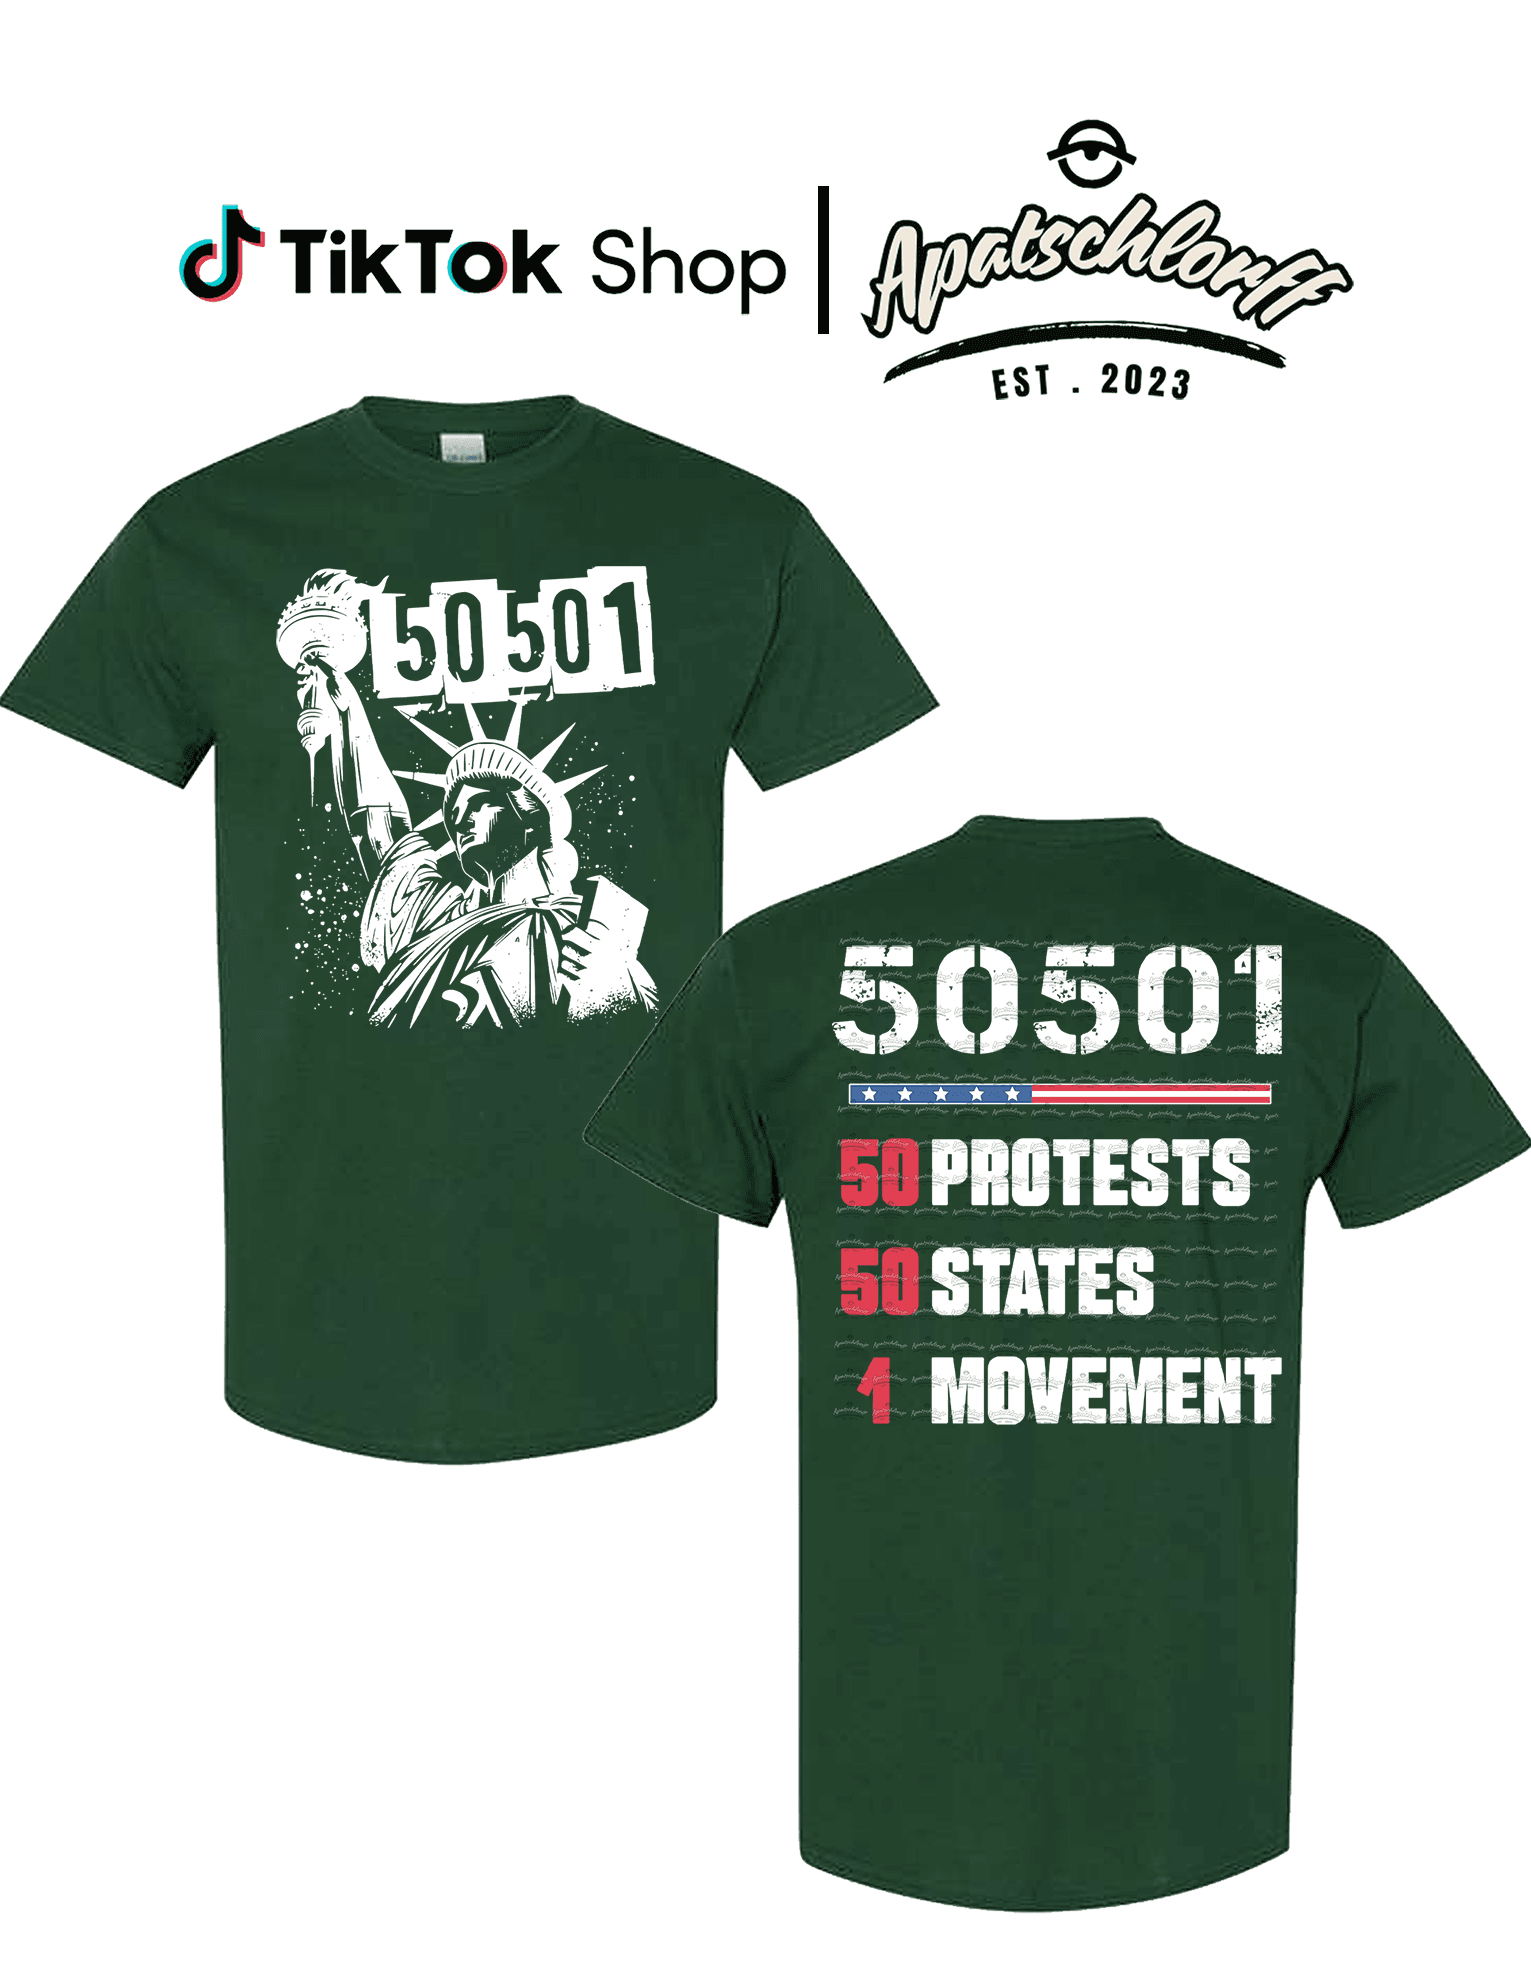 TikTok Shop
Apatschlorff
EST . 2023
50501
50501
50 PROTESTS
50 STATES
1 MOVEMENT